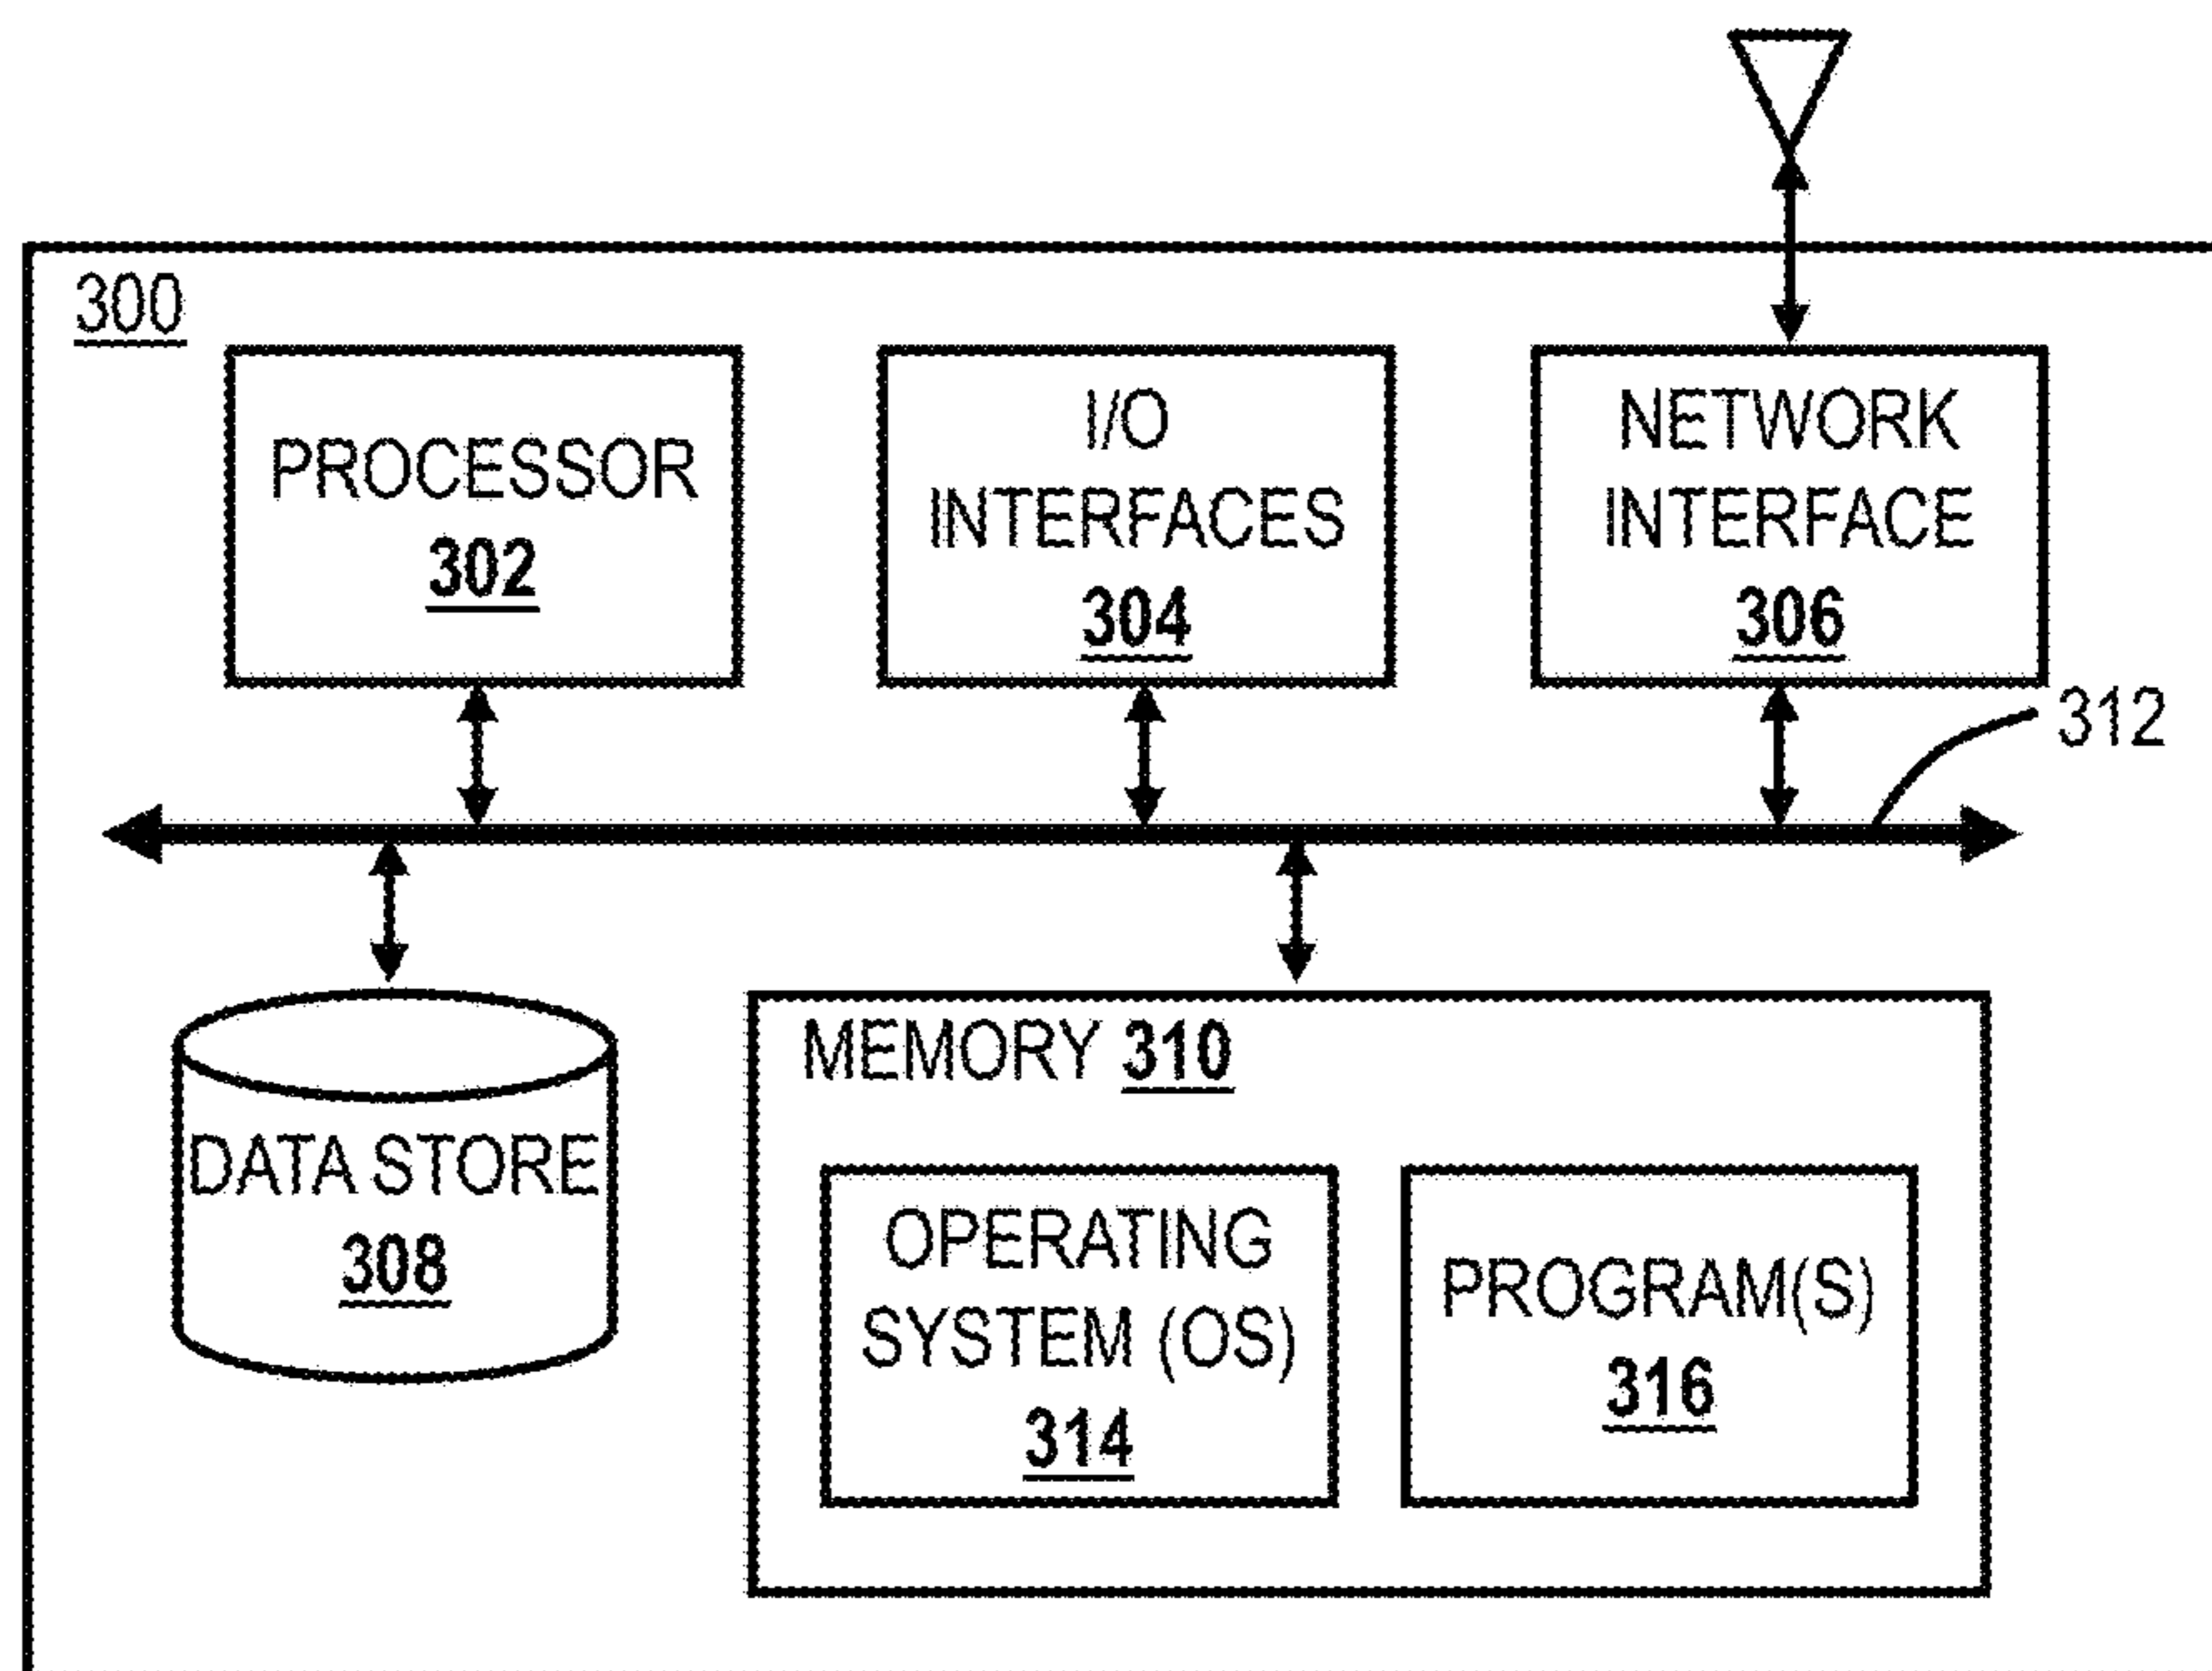 300
PROCESSOR
302
I/O
INTERFACES
304
NETWORK
INTERFACE
306
312
DATA STORE
308
MEMORY 310
OPERATING
SYSTEM (OS)
314
PROGRAM(S)
316